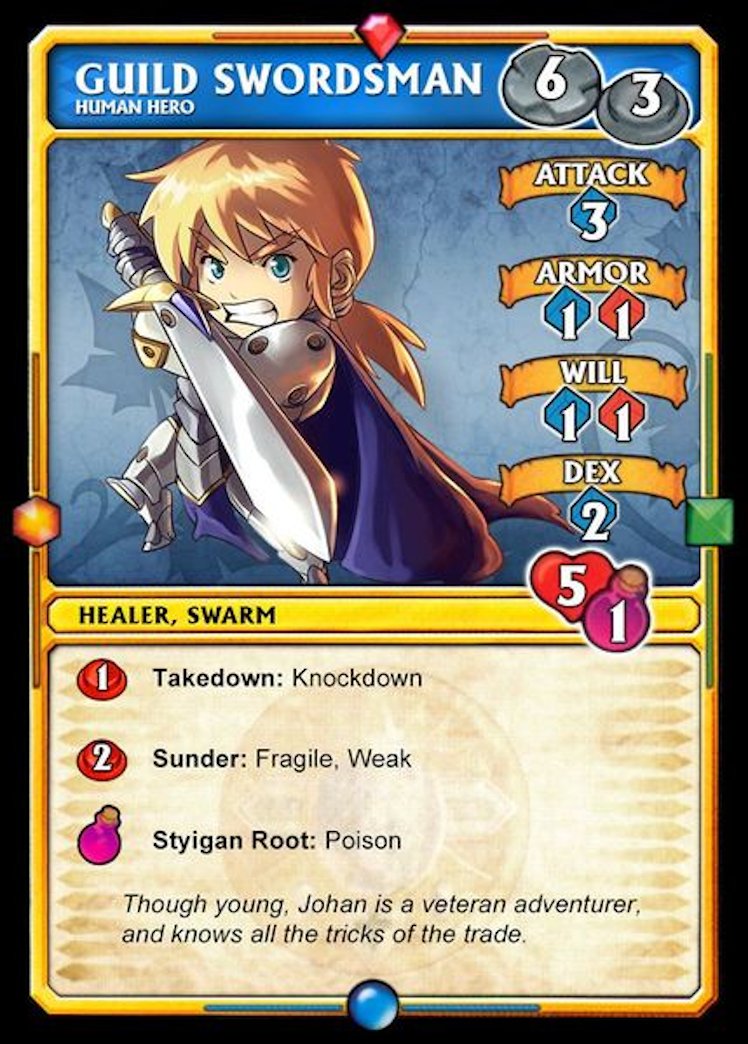 GUILD SWORDSMAN 6 3
HUMAN HERO
ATTACK
3
ARMOR
1 1
WILL
1 1
DEX
2
5 1
HEALER, SWARM
1 Takedown: Knockdown
2 Sunder: Fragile, Weak
Styigan Root: Poison
Though young, Johan is a veteran adventurer,
and knows all the tricks of the trade.